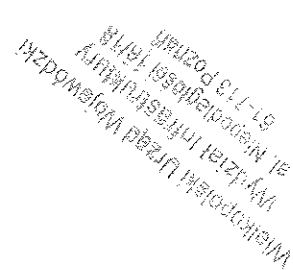 Wielkopolski Urząd Wojewódzki
Wydział Infrastruktury
al. Niepodległości 16/18
61-713 Poznań